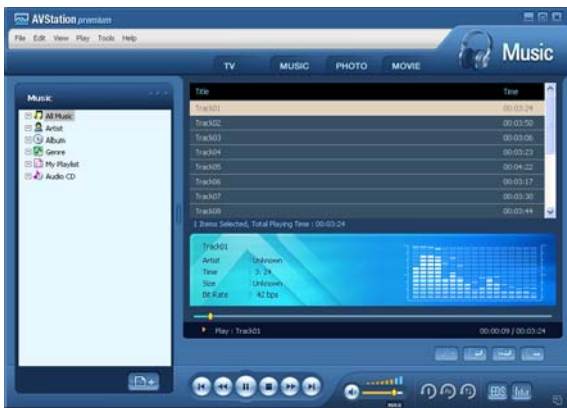 AVStation premium
File Edit View Play Tools Help
Music
TV MUSIC PHOTO MOVIE
Music
All Music
Artist
Album
Genre
My Playlist
Audio CD
Title Time
Track01 00:03:24
Track02 00:03:50
Track03 00:03:06
Track04 00:03:23
Track05 00:04:22
Track06 00:03:17
Track07 00:03:30
Track08 00:03:44
1 Items Selected, Total Playing Time : 00:03:24
Track01
Artist : Unknown
Time : 3: 24
Size : Unknown
Bit Rate : 42 bps
Play : Track01 00:00:09 / 00:03:24
EDS